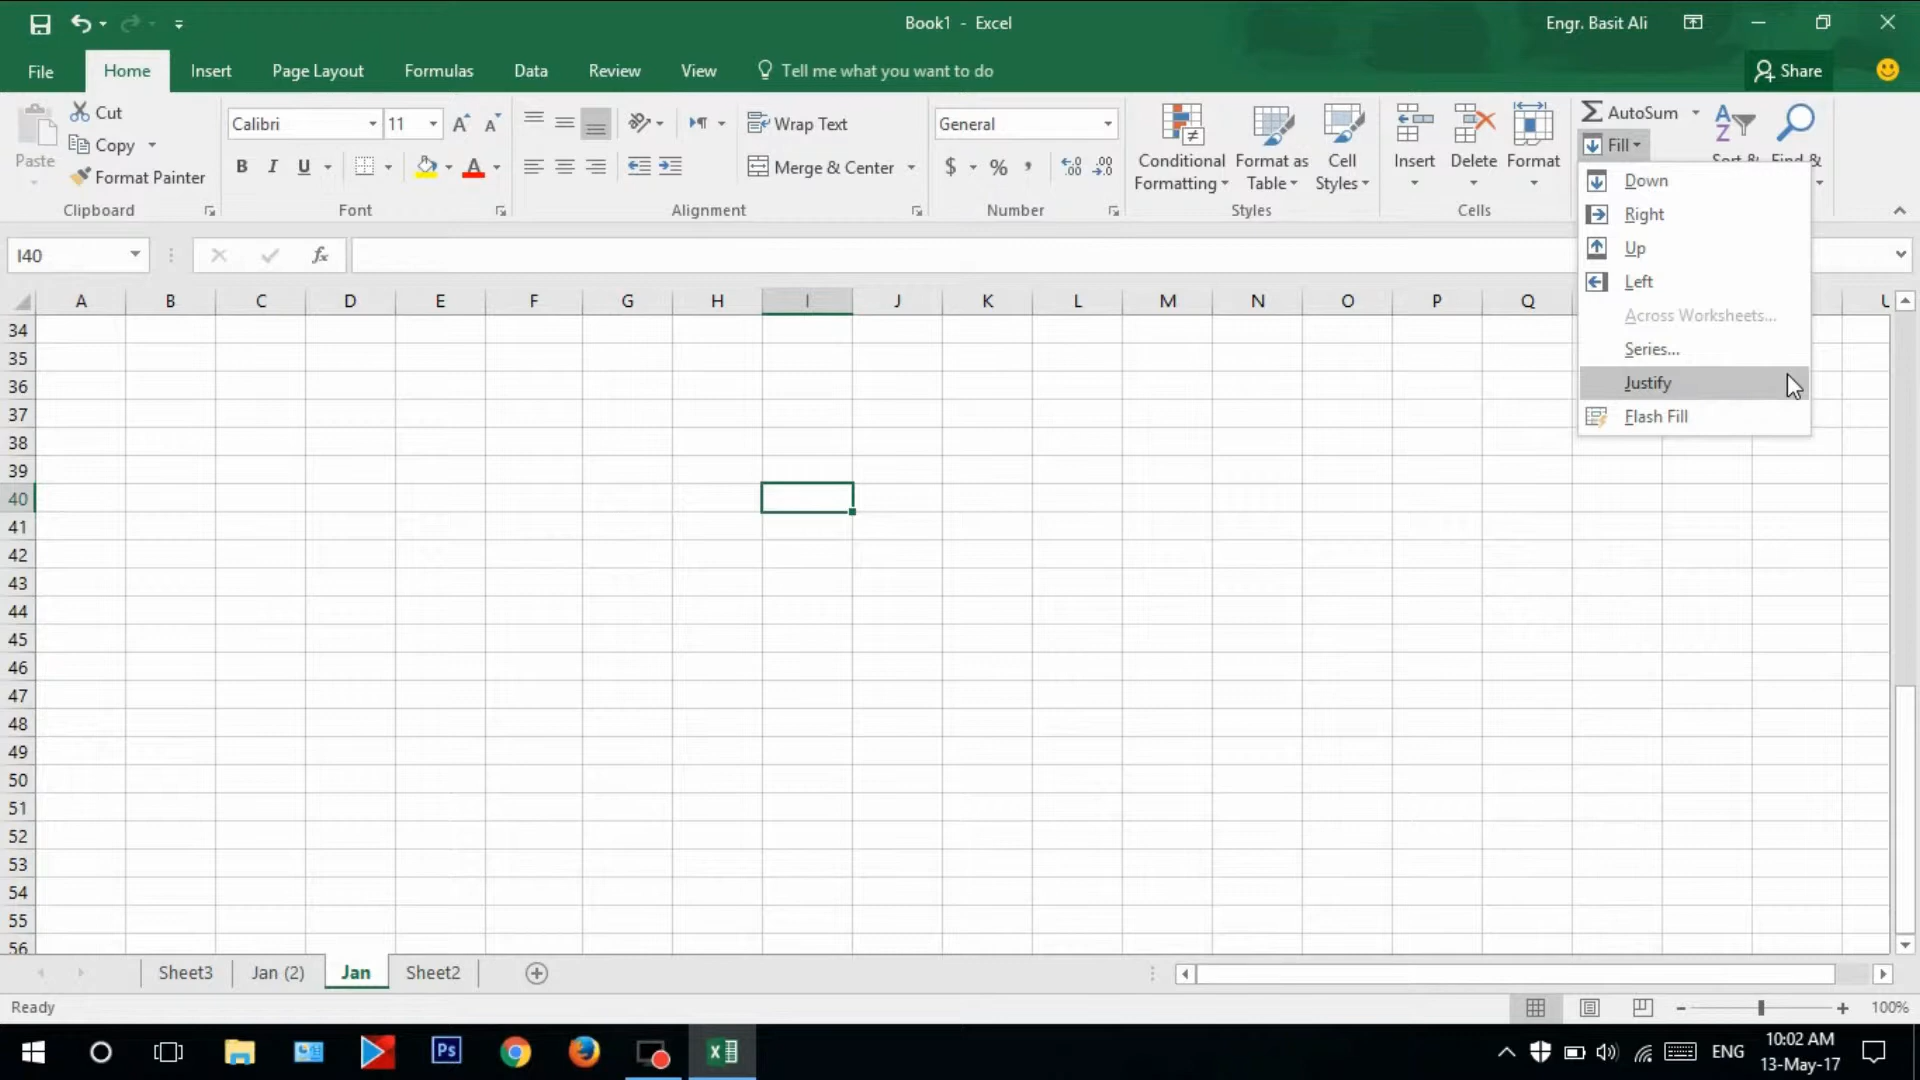 Book1 - Excel
Engr. Basit Ali
File Home Insert Page Layout Formulas Data Review View Tell me what you want to do Share
Paste
Cut
Copy
Format Painter
Clipboard
Calibri 11
B I U A
Font
Wrap Text
Merge & Center
Alignment
General
$ % ,
Number
Conditional Formatting
Format as Table
Cell Styles
Styles
Insert Delete Format
Cells
AutoSum
Fill
Down
Right
Up
Left
Across Worksheets...
Series...
Justify
Flash Fill
I40 fx
A B C D E F G H I J K L M N O P Q U
34
35
36
37
38
39
40
41
42
43
44
45
46
47
48
49
50
51
52
53
54
55
56
Sheet3 Jan (2) Jan Sheet2
Ready 100%
Ps ENG 10:02 AM
13-May-17